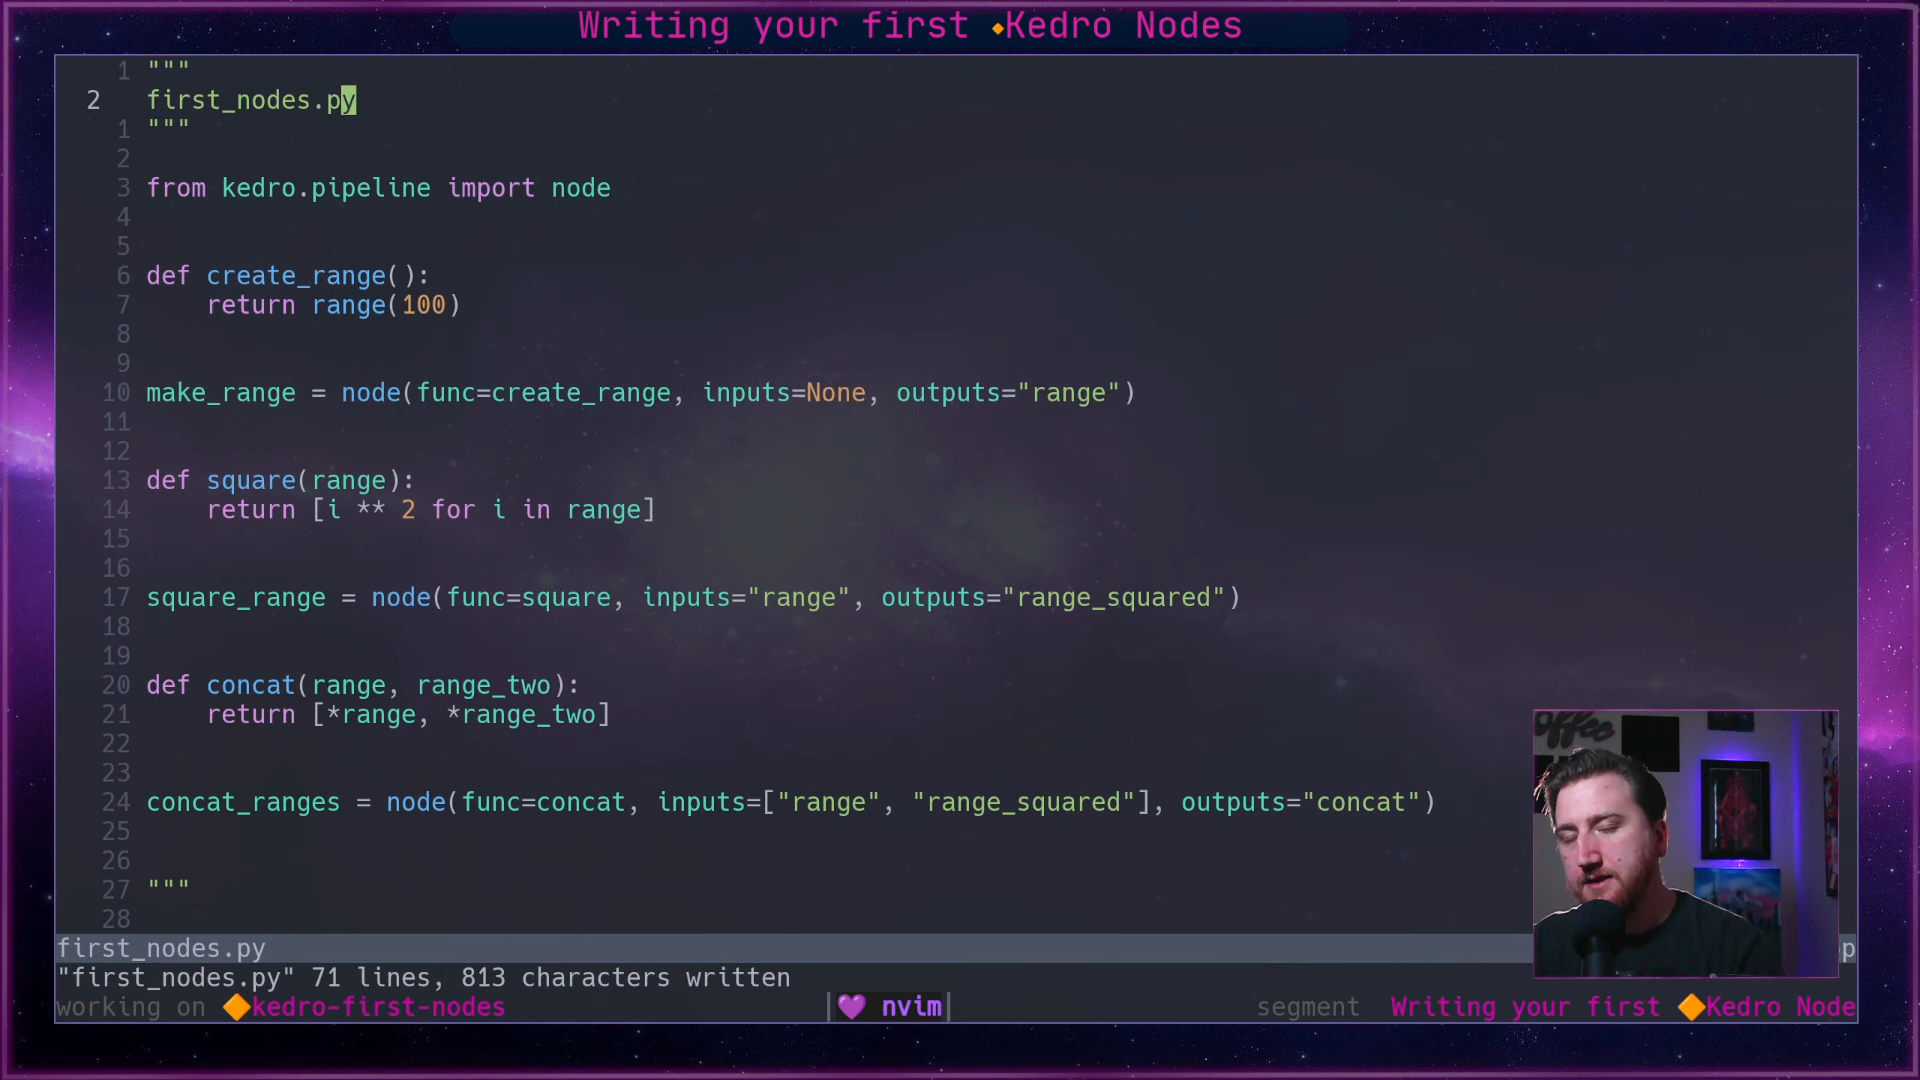 Writing your first 🔶Kedro Nodes
1 """
2 first_nodes.py
1 """
2
3 from kedro.pipeline import node
4
5
6 def create_range():
7 return range(100)
8
9
10 make_range = node(func=create_range, inputs=None, outputs="range")
11
12
13 def square(range):
14 return [i ** 2 for i in range]
15
16
17 square_range = node(func=square, inputs="range", outputs="range_squared")
18
19
20 def concat(range, range_two):
21 return [*range, *range_two]
22
23
24 concat_ranges = node(func=concat, inputs=["range", "range_squared"], outputs="concat")
25
26
27 """
28
offee
first_nodes.py p
"first_nodes.py" 71 lines, 813 characters written
working on 🔶kedro-first-nodes |💜 nvim| segment Writing your first 🔶Kedro Node